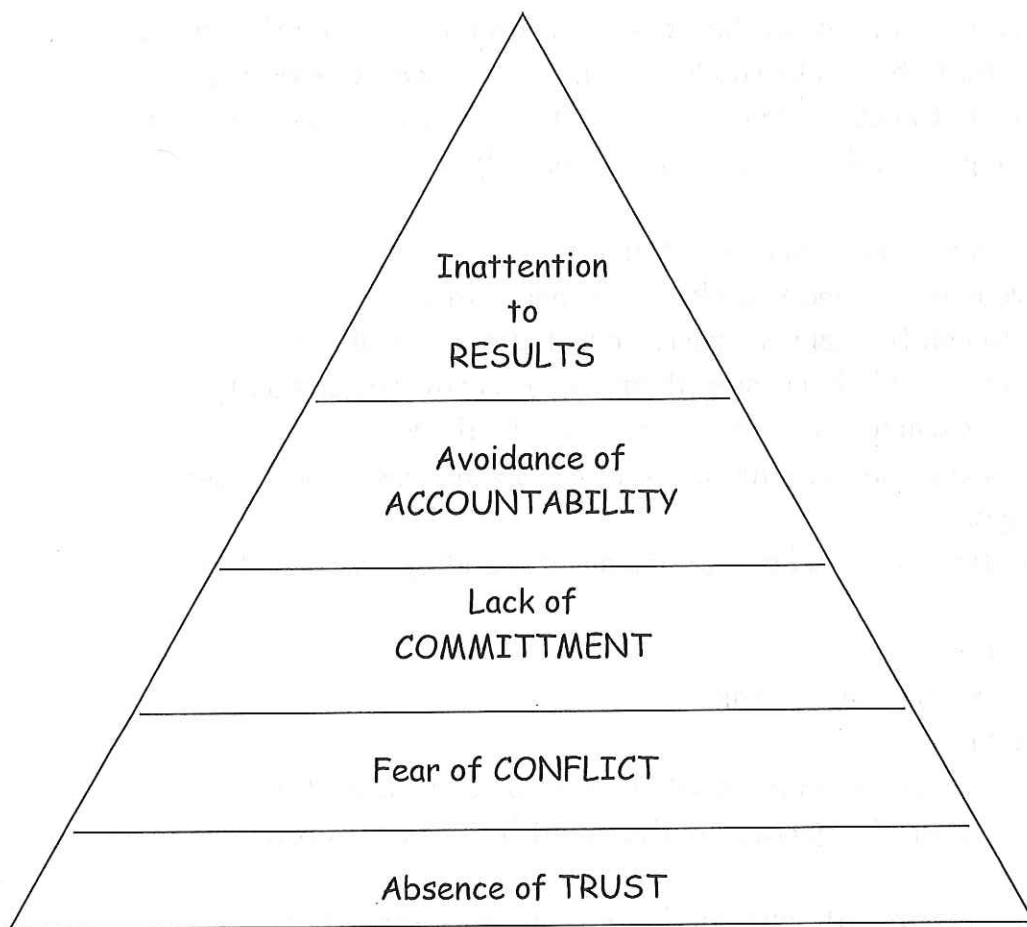 Inattention
to
RESULTS
Avoidance of
ACCOUNTABILITY
Lack of
COMMITTMENT
Fear of CONFLICT
Absence of TRUST